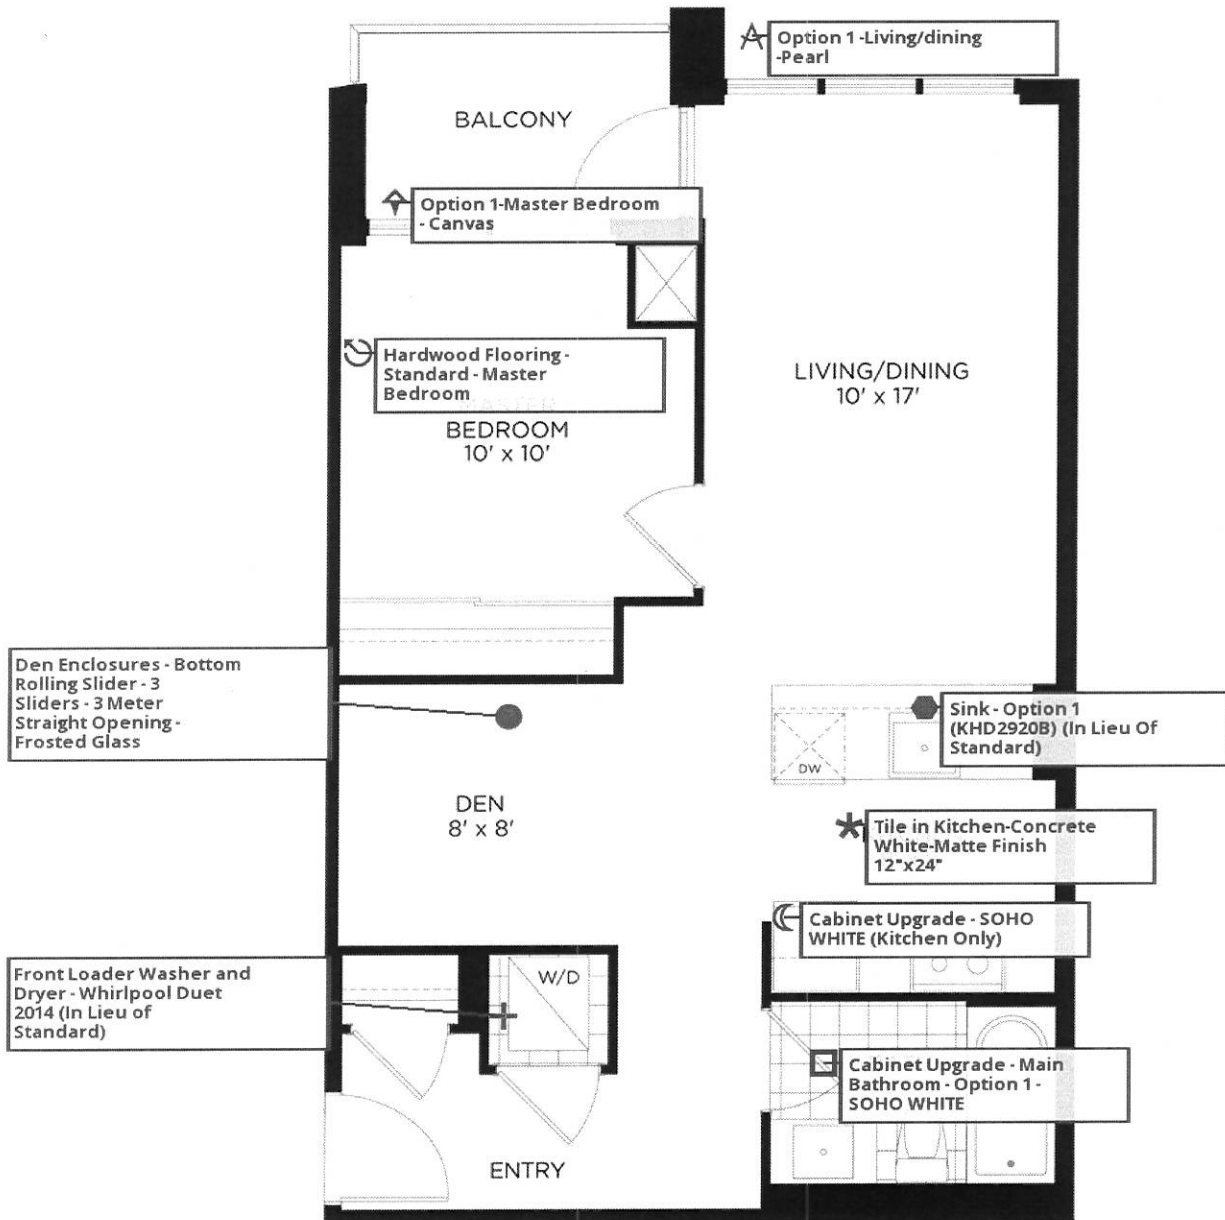 Option 1 -Living/dining
-Pearl
BALCONY
Option 1-Master Bedroom
- Canvas
Hardwood Flooring -
Standard - Master
Bedroom
MASTER
BEDROOM
10' x 10'
LIVING/DINING
10' x 17'
Den Enclosures - Bottom
Rolling Slider - 3
Sliders - 3 Meter
Straight Opening -
Frosted Glass
Sink - Option 1
(KHD2920B) (In Lieu Of
Standard)
DW
DEN
8' x 8'
Tile in Kitchen-Concrete
White-Matte Finish
12"x24"
Cabinet Upgrade - SOHO
WHITE (Kitchen Only)
Front Loader Washer and
Dryer - Whirlpool Duet
2014 (In Lieu of
Standard)
W/D
Cabinet Upgrade - Main
Bathroom - Option 1 -
SOHO WHITE
ENTRY